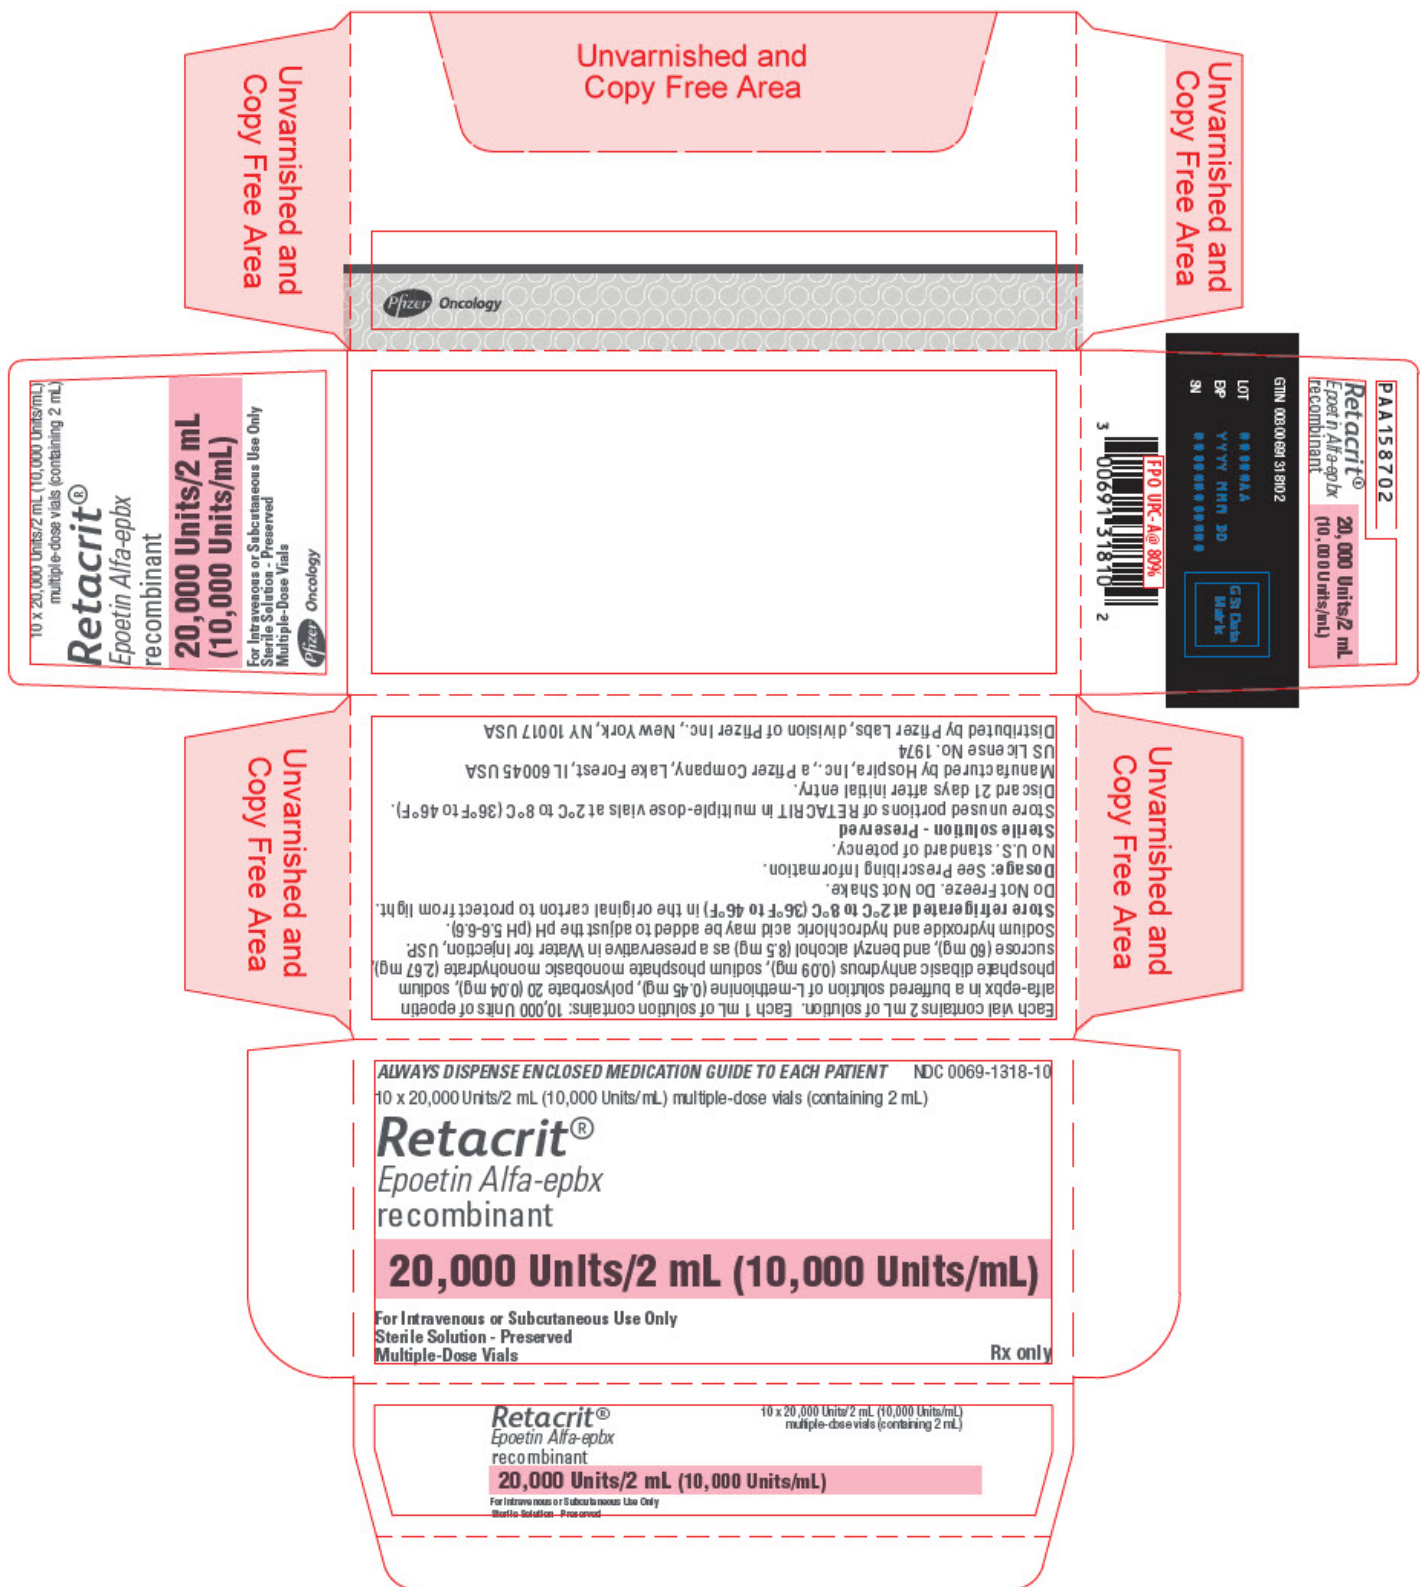 Unvarnished and
Copy Free Area
Unvarnished and
Copy Free Area
Unvarnished and
Copy Free Area
Pfizer Oncology
10 x 20,000 Units/2 mL (10,000 Units/mL)
multiple-dose vials (containing 2 mL)
Retacrit®
Epoetin Alfa-epbx
recombinant
20,000 Units/2 mL
(10,000 Units/mL)
For Intravenous or Subcutaneous Use Only
Sterile Solution - Preserved
Multiple-Dose Vials
Pfizer Oncology
PAA158702
Retacrit®
Epoetin Alfa-epbx
recombinant
20,000 Units/2 mL
(10,000 Units/mL)
GTIN 00300691318102
LOT #####AA
EXP YYYY MMM DD
SN ############
GS1 Data
Matrix
FPO UPC-A@ 80%
3 00691 31810 2
Unvarnished and
Copy Free Area
Unvarnished and
Copy Free Area
Each vial contains 2 mL of solution. Each 1 mL of solution contains: 10,000 Units of epoetin
alfa-epbx in a buffered solution of L-methionine (0.45 mg), polysorbate 20 (0.04 mg), sodium
phosphate dibasic anhydrous (0.09 mg), sodium phosphate monobasic monohydrate (2.67 mg),
sucrose (60 mg), and benzyl alcohol (8.5 mg) as a preservative in Water for Injection, USP.
Sodium hydroxide and hydrochloric acid may be added to adjust the pH (pH 5.6-6.6).
Store refrigerated at 2°C to 8°C (36°F to 46°F) in the original carton to protect from light.
Do Not Freeze. Do Not Shake.
Dosage: See Prescribing Information.
No U.S. standard of potency.
Sterile solution - Preserved
Store unused portions of RETACRIT in multiple-dose vials at 2°C to 8°C (36°F to 46°F).
Discard 21 days after initial entry.
Manufactured by Hospira, Inc., a Pfizer Company, Lake Forest, IL 60045 USA
US License No. 1974
Distributed by Pfizer Labs, division of Pfizer Inc., New York, NY 10017 USA
ALWAYS DISPENSE ENCLOSED MEDICATION GUIDE TO EACH PATIENT NDC 0069-1318-10
10 x 20,000 Units/2 mL (10,000 Units/mL) multiple-dose vials (containing 2 mL)
Retacrit®
Epoetin Alfa-epbx
recombinant
20,000 Units/2 mL (10,000 Units/mL)
For Intravenous or Subcutaneous Use Only
Sterile Solution - Preserved
Multiple-Dose Vials
Rx only
Retacrit®
Epoetin Alfa-epbx
recombinant
10 x 20,000 Units/2 mL (10,000 Units/mL)
multiple-dose vials (containing 2 mL)
20,000 Units/2 mL (10,000 Units/mL)
For Intravenous or Subcutaneous Use Only
Sterile Solution - Preserved